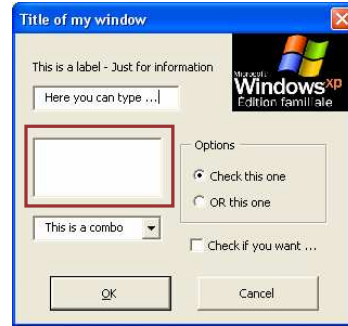 Title of my window
This is a label - Just for information
Here you can type ...
Microsoft
Windows xp
Edition familiale
Options
Check this one
OR this one
This is a combo
Check if you want ...
OK
Cancel